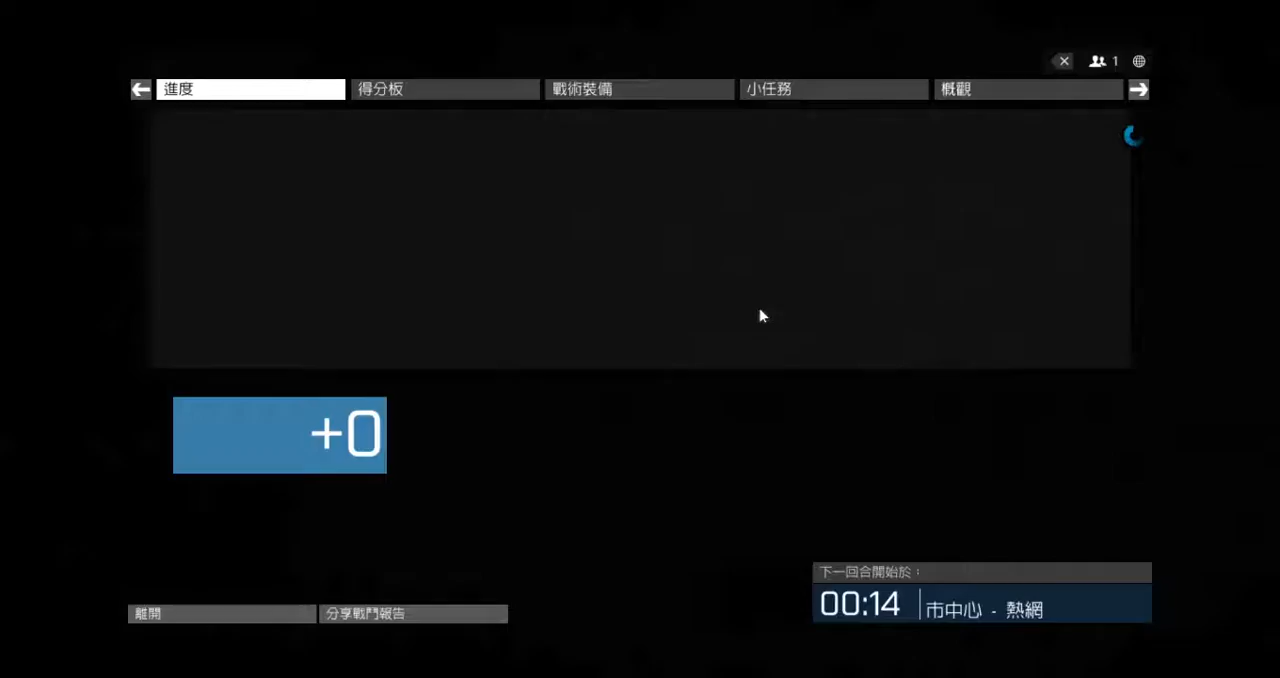 1
進度
得分板
戰術裝備
小任務
概觀
+0
下一回合開始於：
00:14
市中心 - 熱網
離開
分享戰鬥報告